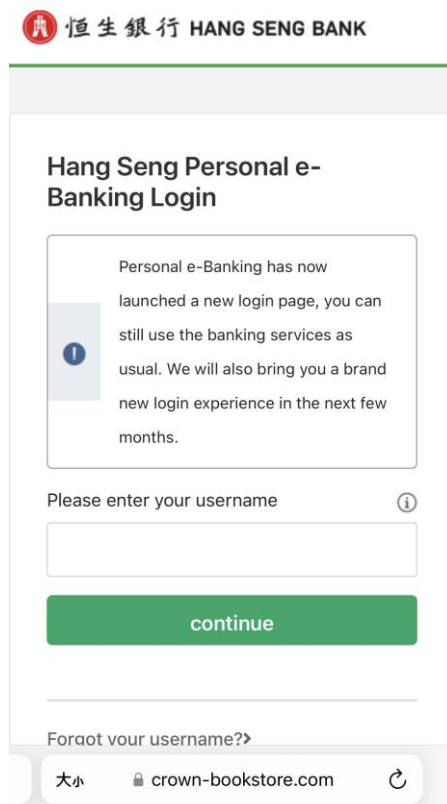 恒生銀行 HANG SENG BANK
Hang Seng Personal e-
Banking Login
Personal e-Banking has now
launched a new login page, you can
still use the banking services as
usual. We will also bring you a brand
new login experience in the next few
months.
Please enter your username
continue
Forgot your username?
大小 crown-bookstore.com